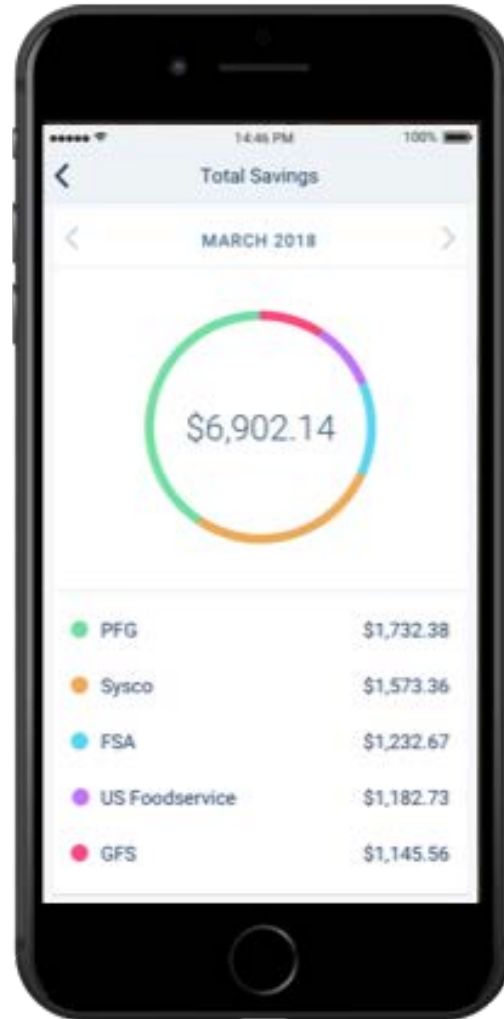 14:46 PM 100%
Total Savings
MARCH 2018
$6,902.14
PFG $1,732.38
Sysco $1,573.36
FSA $1,232.67
US Foodservice $1,182.73
GFS $1,145.56